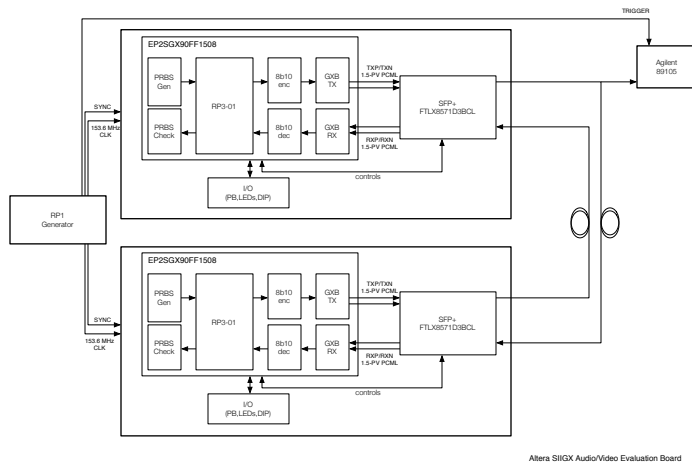 TRIGGER
EP2SGX90FF1508
PRBS
Gen
RP3-01
8b10
enc
GXB
TX
TXP/TXN
1.5-PV PCML
SFP+
FTLX8571D3BCL
Agilent
89105
PRBS
Check
8b10
dec
GXB
RX
RXP/RXN
1.5-PV PCML
SYNC
153.6 MHz
CLK
controls
I/O
(PB,LEDs,DIP)
RP1
Generator
EP2SGX90FF1508
PRBS
Gen
RP3-01
8b10
enc
GXB
TX
TXP/TXN
1.5-PV PCML
SFP+
FTLX8571D3BCL
PRBS
Check
8b10
dec
GXB
RX
RXP/RXN
1.5-PV PCML
SYNC
153.6 MHz
CLK
controls
I/O
(PB,LEDs,DIP)
Altera SIIGX Audio/Video Evaluation Board